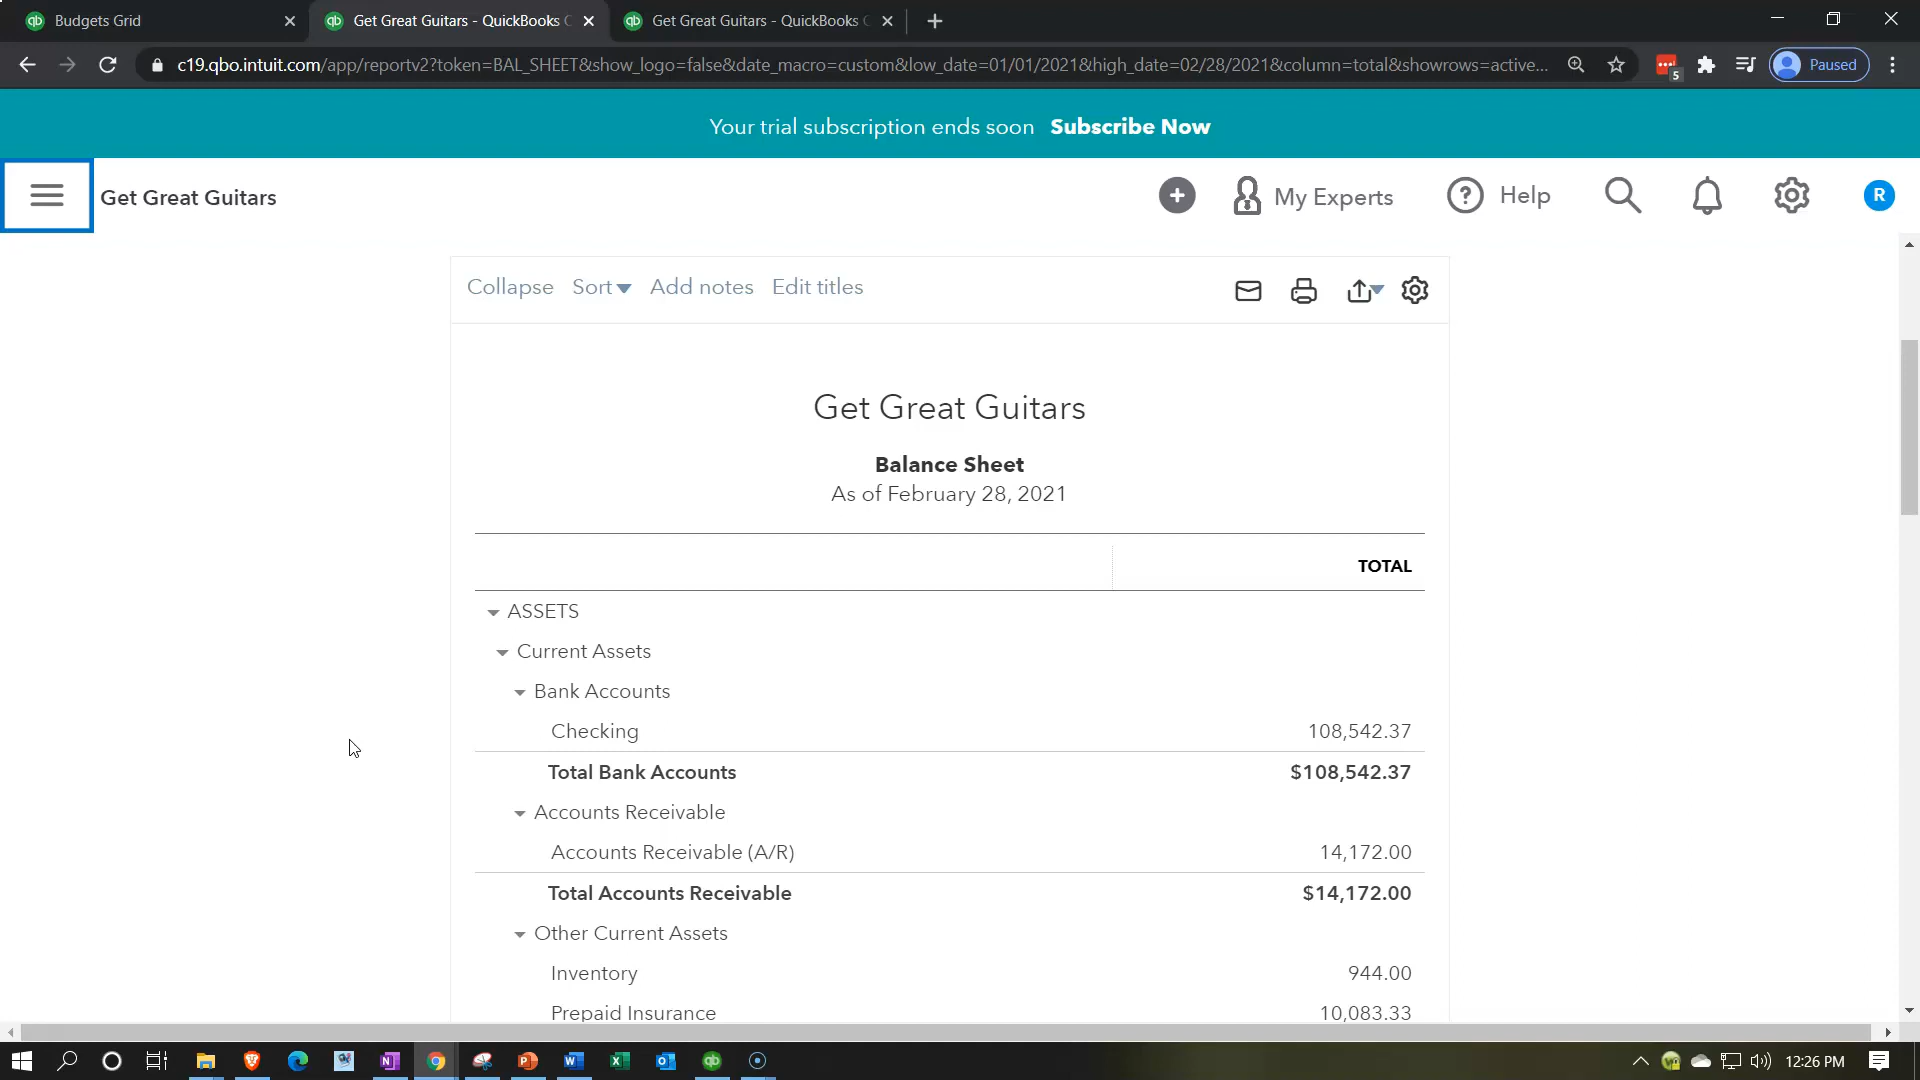 Budgets Grid
Get Great Guitars - QuickBooks
Get Great Guitars - QuickBooks
c19.qbo.intuit.com/app/reportv2?token=BAL_SHEET&show_logo=false&date_macro=custom&low_date=01/01/2021&high_date=02/28/2021&column=total&showrows=active...
5
Paused
Your trial subscription ends soon Subscribe Now
Get Great Guitars
My Experts
Help
R
Collapse Sort Add notes Edit titles
Get Great Guitars
Balance Sheet
As of February 28, 2021
TOTAL
ASSETS
Current Assets
Bank Accounts
Checking 108,542.37
Total Bank Accounts $108,542.37
Accounts Receivable
Accounts Receivable (A/R) 14,172.00
Total Accounts Receivable $14,172.00
Other Current Assets
Inventory 944.00
Prepaid Insurance 10,083.33
12:26 PM